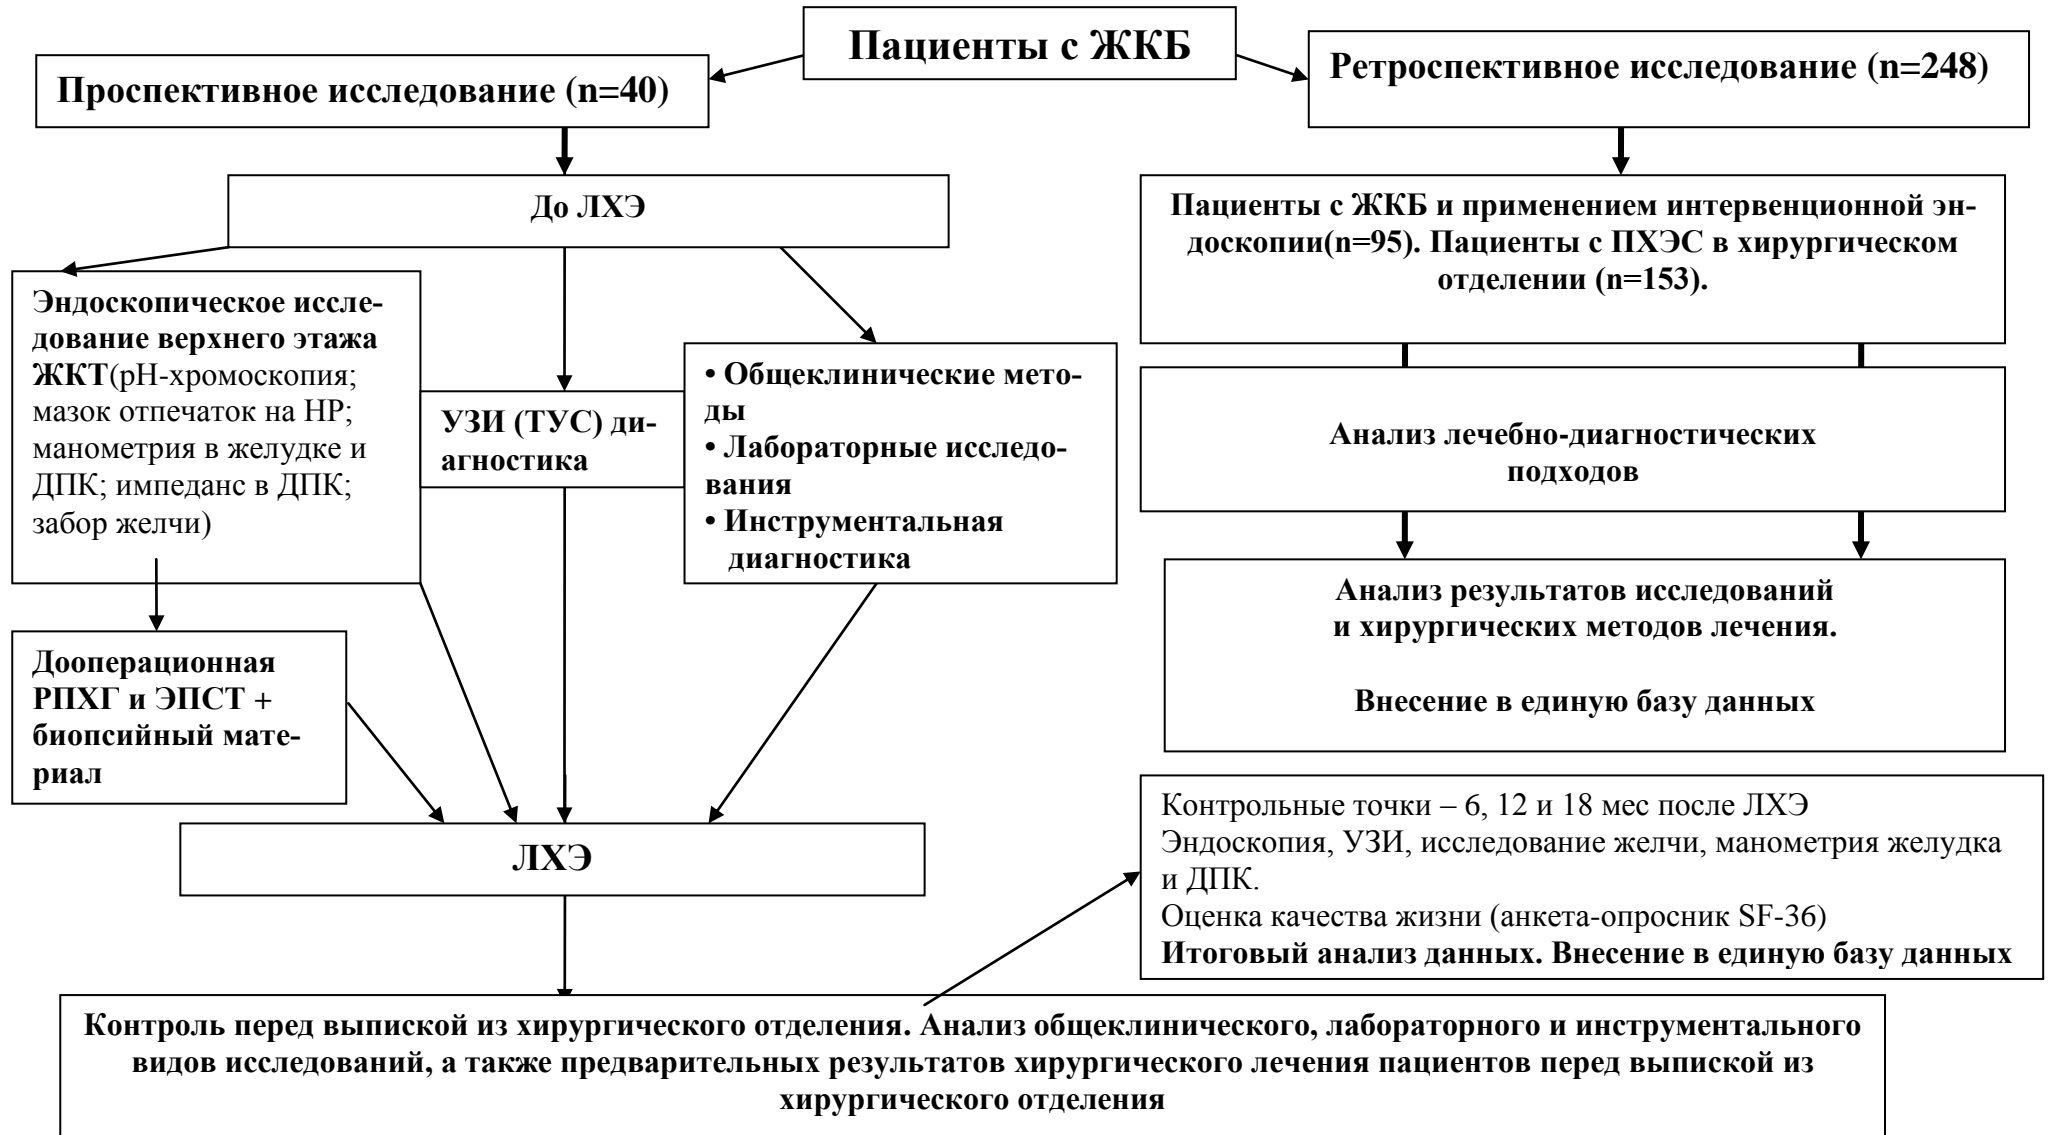 Пациенты с ЖКБ
Проспективное исследование (n=40)
Ретроспективное исследование (n=248)
До ЛХЭ
Пациенты с ЖКБ и применением интервенционной эн-
доскопии(n=95). Пациенты с ПХЭС в хирургическом
отделении (n=153).
Эндоскопическое иссле-
дование верхнего этажа
ЖКТ(рН-хромоскопия;
мазок отпечаток на НР;
манометрия в желудке и
ДПК; импеданс в ДПК;
забор желчи)
УЗИ (ТУС) ди-
агностика
• Общеклинические мето-
ды
• Лабораторные исследо-
вания
• Инструментальная
диагностика
Анализ лечебно-диагностических
подходов
Анализ результатов исследований
и хирургических методов лечения.
Внесение в единую базу данных
Дооперационная
РПХГ и ЭПСТ +
биопсийный мате-
риал
ЛХЭ
Контрольные точки – 6, 12 и 18 мес после ЛХЭ
Эндоскопия, УЗИ, исследование желчи, манометрия желудка
и ДПК.
Оценка качества жизни (анкета-опросник SF-36)
Итоговый анализ данных. Внесение в единую базу данных
Контроль перед выпиской из хирургического отделения. Анализ общеклинического, лабораторного и инструментального
видов исследований, а также предварительных результатов хирургического лечения пациентов перед выпиской из
хирургического отделения